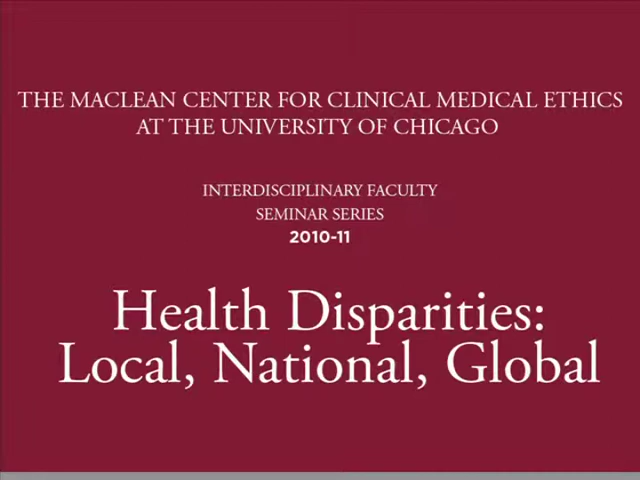 THE MACLEAN CENTER FOR CLINICAL MEDICAL ETHICS
AT THE UNIVERSITY OF CHICAGO
INTERDISCIPLINARY FACULTY
SEMINAR SERIES
2010-11
Health Disparities:
Local, National, Global